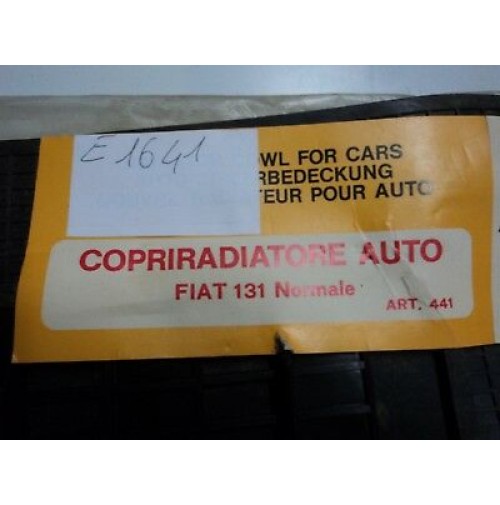 E1641
WL FOR CARS
RBEDECKUNG
TEUR POUR AUTO
COPRIRADIATORE AUTO
FIAT 131 Normale
ART. 441